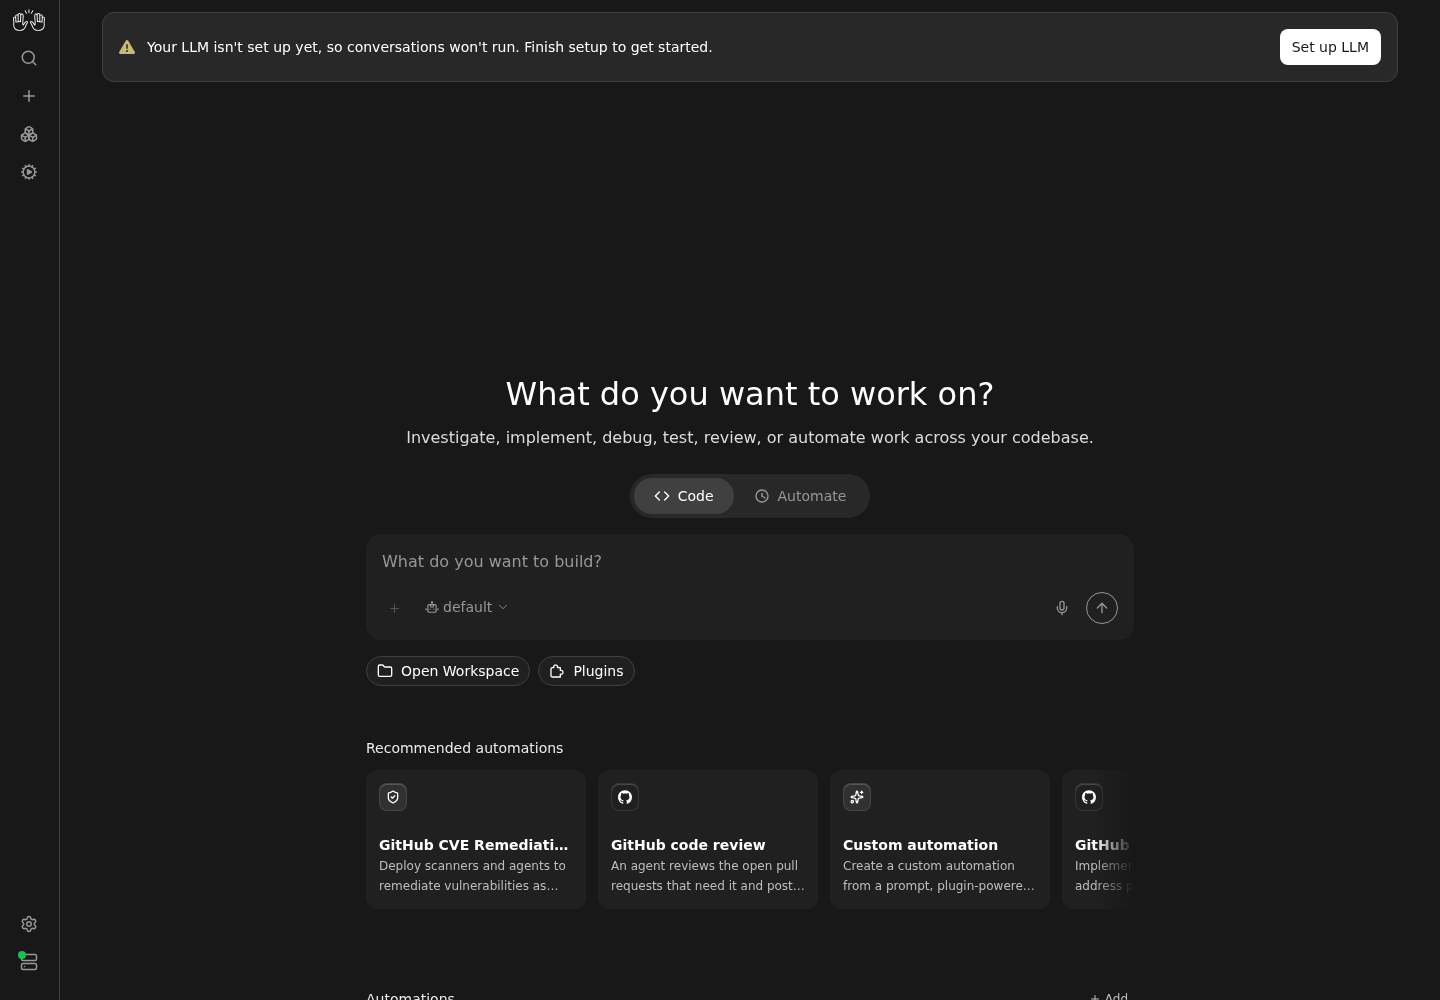 Your LLM isn't set up yet, so conversations won't run. Finish setup to get started.
Set up LLM
What do you want to work on?
Investigate, implement, debug, test, review, or automate work across your codebase.
Code
Automate
What do you want to build?
default
Open Workspace
Plugins
Recommended automations
GitHub CVE Remediati...
Deploy scanners and agents to
remediate vulnerabilities as...
GitHub code review
An agent reviews the open pull
requests that need it and post...
Custom automation
Create a custom automation
from a prompt, plugin-powere...
GitHub
Implemen
address p
Automations
+ Add